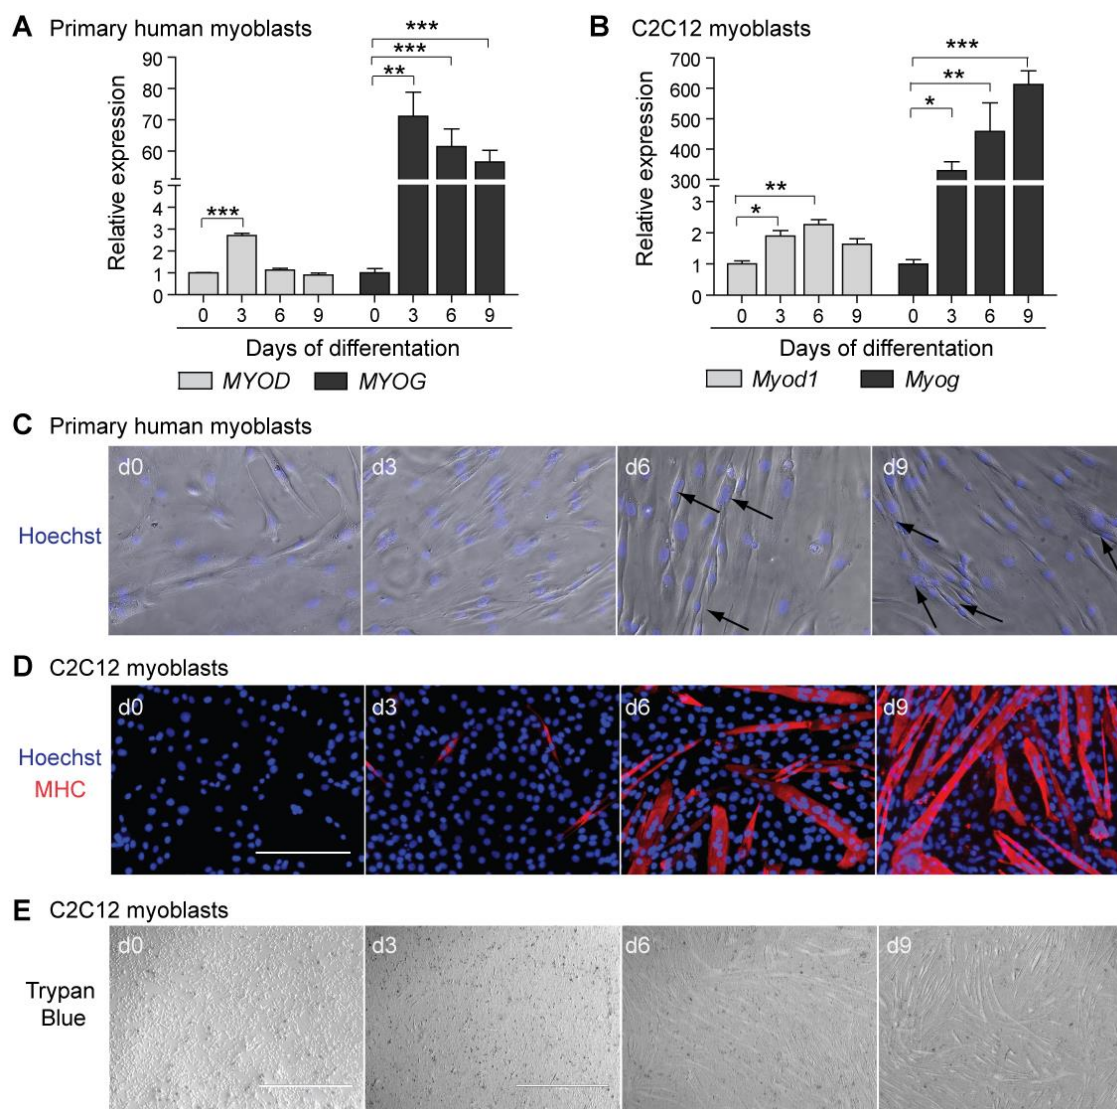 A Primary human myoblasts
Relative expression
90
80
70
60
5
4
3
2
1
0
***
**
***
***
0 3 6 9 0 3 6 9
Days of differentation
MYOD MYOG
B C2C12 myoblasts
Relative expression
700
600
500
400
300
3
2
1
0
*
**
*
**
***
0 3 6 9 0 3 6 9
Days of differentation
Myod1 Myog
C Primary human myoblasts
Hoechst
d0 d3 d6 d9
D C2C12 myoblasts
Hoechst
MHC
d0 d3 d6 d9
E C2C12 myoblasts
Trypan
Blue
d0 d3 d6 d9